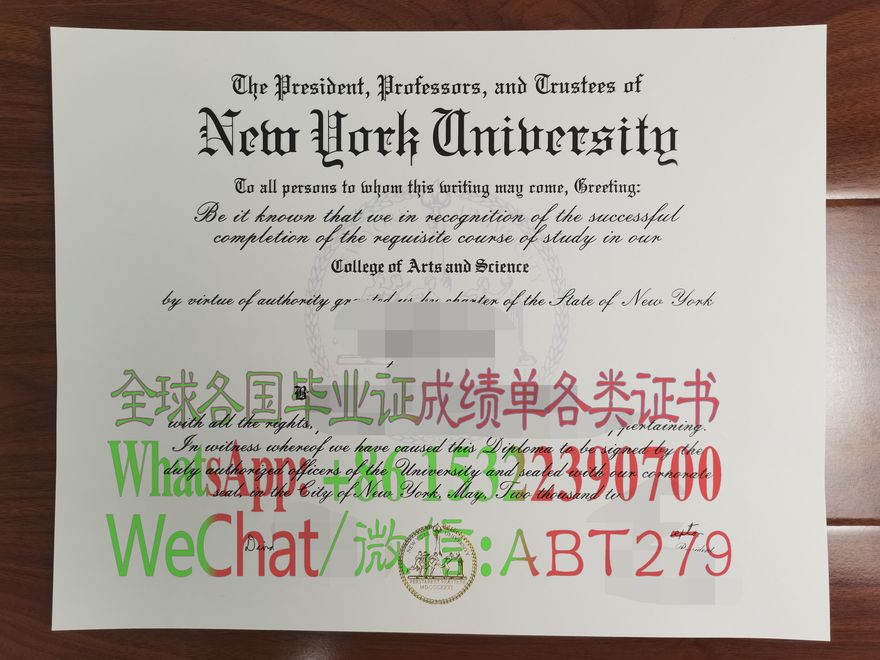 The President, Professors, and Trustees of
New York University
To all persons to whom this writing may come, Greeting:
Be it known that we in recognition of the successful
completion of the requisite course of study in our
College of Arts and Science
by virtue of authority granted us by charter of the State of New York
全球各国毕业证成绩单各类证书
B
with all the rights, pertaining.
In witness whereof we have caused this Diploma to be signed by the
duly authorized officers of the University and sealed with our corporate
seal, in the City of New York, May, Two thousand
WhatsApp: +86 15322390700
WeChat/微信:ABT279
President